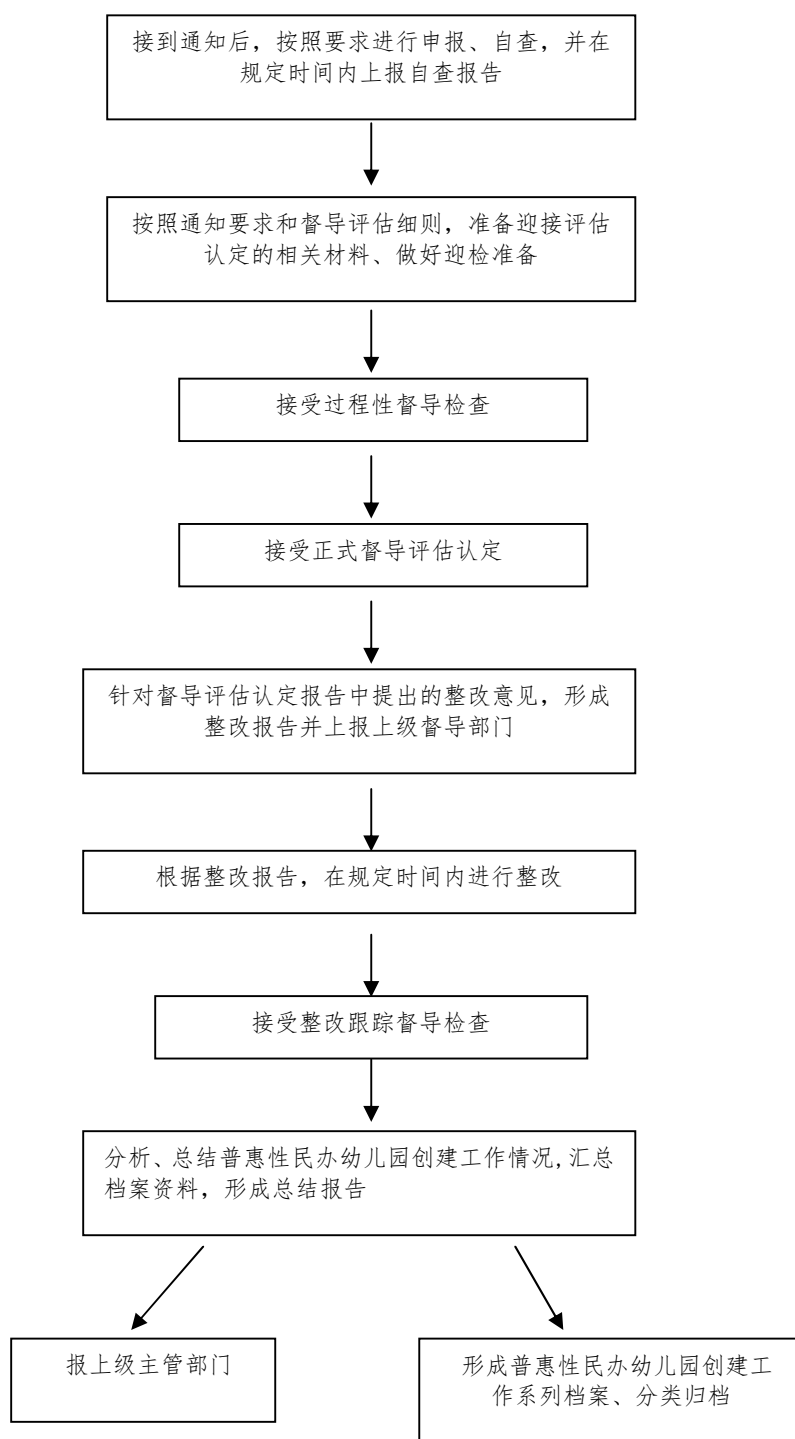 接到通知后，按照要求进行申报、自查，并在
规定时间内上报自查报告
按照通知要求和督导评估细则，准备迎接评估
认定的相关材料、做好迎检准备
接受过程性督导检查
接受正式督导评估认定
针对督导评估认定报告中提出的整改意见，形成
整改报告并上报上级督导部门
根据整改报告，在规定时间内进行整改
接受整改跟踪督导检查
分析、总结普惠性民办幼儿园创建工作情况,汇总
档案资料，形成总结报告
报上级主管部门
形成普惠性民办幼儿园创建工
作系列档案、分类归档